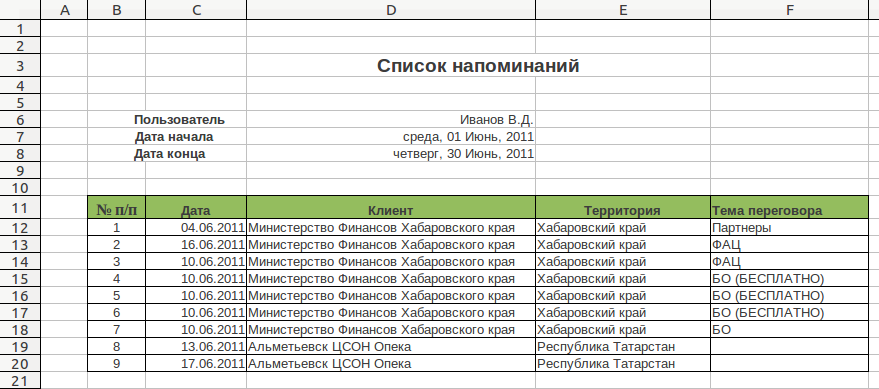 A B C D E F
1
2
3 Список напоминаний
4
5
6 Пользователь Иванов В.Д.
7 Дата начала среда, 01 Июнь, 2011
8 Дата конца четверг, 30 Июнь, 2011
9
10
11 № п/п Дата Клиент Территория Тема переговора
12 1 04.06.2011 Министерство Финансов Хабаровского края Хабаровский край Партнеры
13 2 16.06.2011 Министерство Финансов Хабаровского края Хабаровский край ФАЦ
14 3 10.06.2011 Министерство Финансов Хабаровского края Хабаровский край ФАЦ
15 4 10.06.2011 Министерство Финансов Хабаровского края Хабаровский край БО (БЕСПЛАТНО)
16 5 10.06.2011 Министерство Финансов Хабаровского края Хабаровский край БО (БЕСПЛАТНО)
17 6 10.06.2011 Министерство Финансов Хабаровского края Хабаровский край БО (БЕСПЛАТНО)
18 7 10.06.2011 Министерство Финансов Хабаровского края Хабаровский край БО
19 8 13.06.2011 Альметьевск ЦСОН Опека Республика Татарстан
20 9 17.06.2011 Альметьевск ЦСОН Опека Республика Татарстан
21